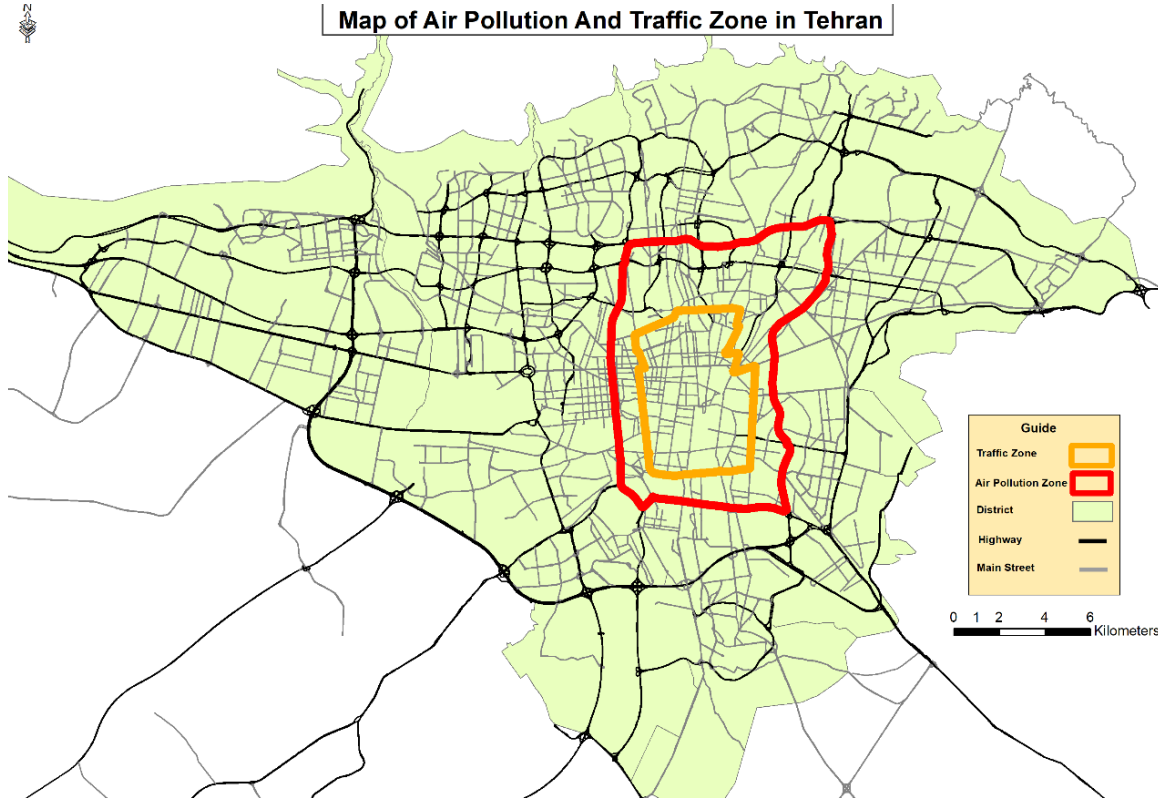 Map of Air Pollution And Traffic Zone in Tehran
N
Guide
Traffic Zone
Air Pollution Zone
District
Highway
Main Street
0 1 2 4 6
Kilometers